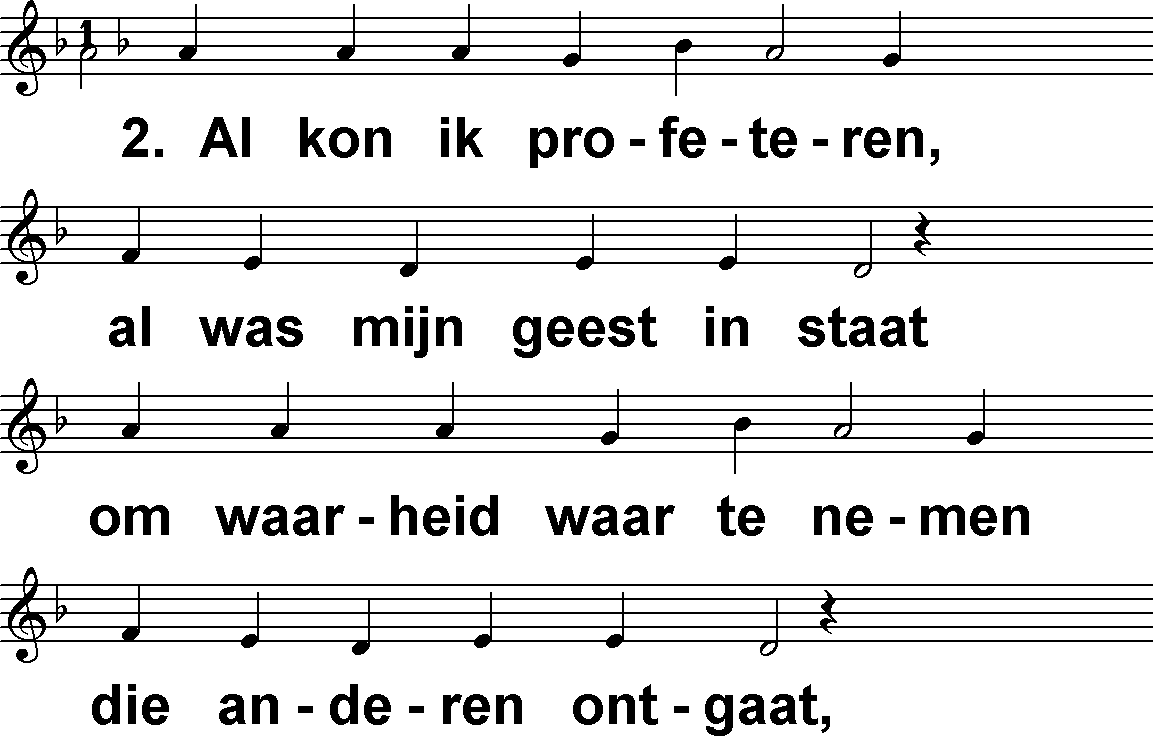 1
2. Al kon ik pro - fe - te - ren,
al was mijn geest in staat
om waar - heid waar te ne - men
die an - de - ren ont - gaat,